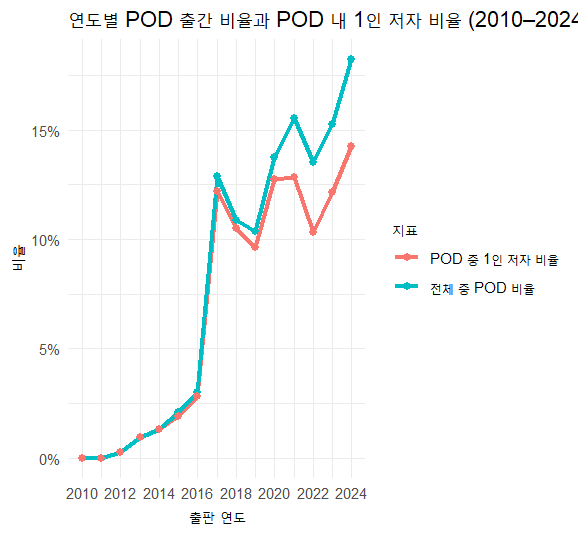 연도별 POD 출간 비율과 POD 내 1인 저자 비율 (2010–2024
15%
10%
5%
0%
비율
2010 2012 2014 2016 2018 2020 2022 2024
출판 연도
지표
POD 중 1인 저자 비율
전체 중 POD 비율